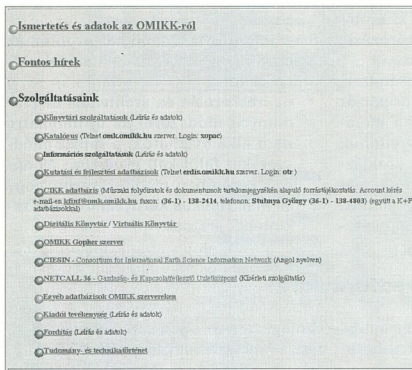 Ismertetés és adatok az OMIKK-ról
Fontos hírek
Szolgáltatásaink
Könyvtári szolgáltatások (Leírás és adatok)
Katalógus (Telnet omk.omikk.hu szerver. Login: xopac)
Információs szolgáltatások (Leírás és adatok)
Kutatási és fejlesztési adatbázisok (Telnet erdis.omikk.hu szerver. Login: otr )
CIKK adatbázis (Műszaki folyóiratok és dokumentumok tartalomjegyzékén alapuló forrástájékoztatás. Account kérés
e-mail-en kfinf@omk.omikk.hu, faxon: (36-1) - 138-2414, telefonon, Stubnya György (36-1) - 138-4803) (együtt a K+F
adatbázisokkal)
Digitális Könyvtár / Virtuális Könyvtár
OMIKK Gopher szerver
CIESIN - Consortium for International Earth Science Information Network (Angol nyelven)
NETCALL 36 - Gazdaság- és Kapcsolatfejlesztő Üzletközpont (Kísérleti szolgáltatás)
Egyéb adatbázisok OMIKK szervereken
Kiadói tevékenység (Leírás és adatok)
Fordítás (Leírás és adatok)
Tudomány- és technikatörténet